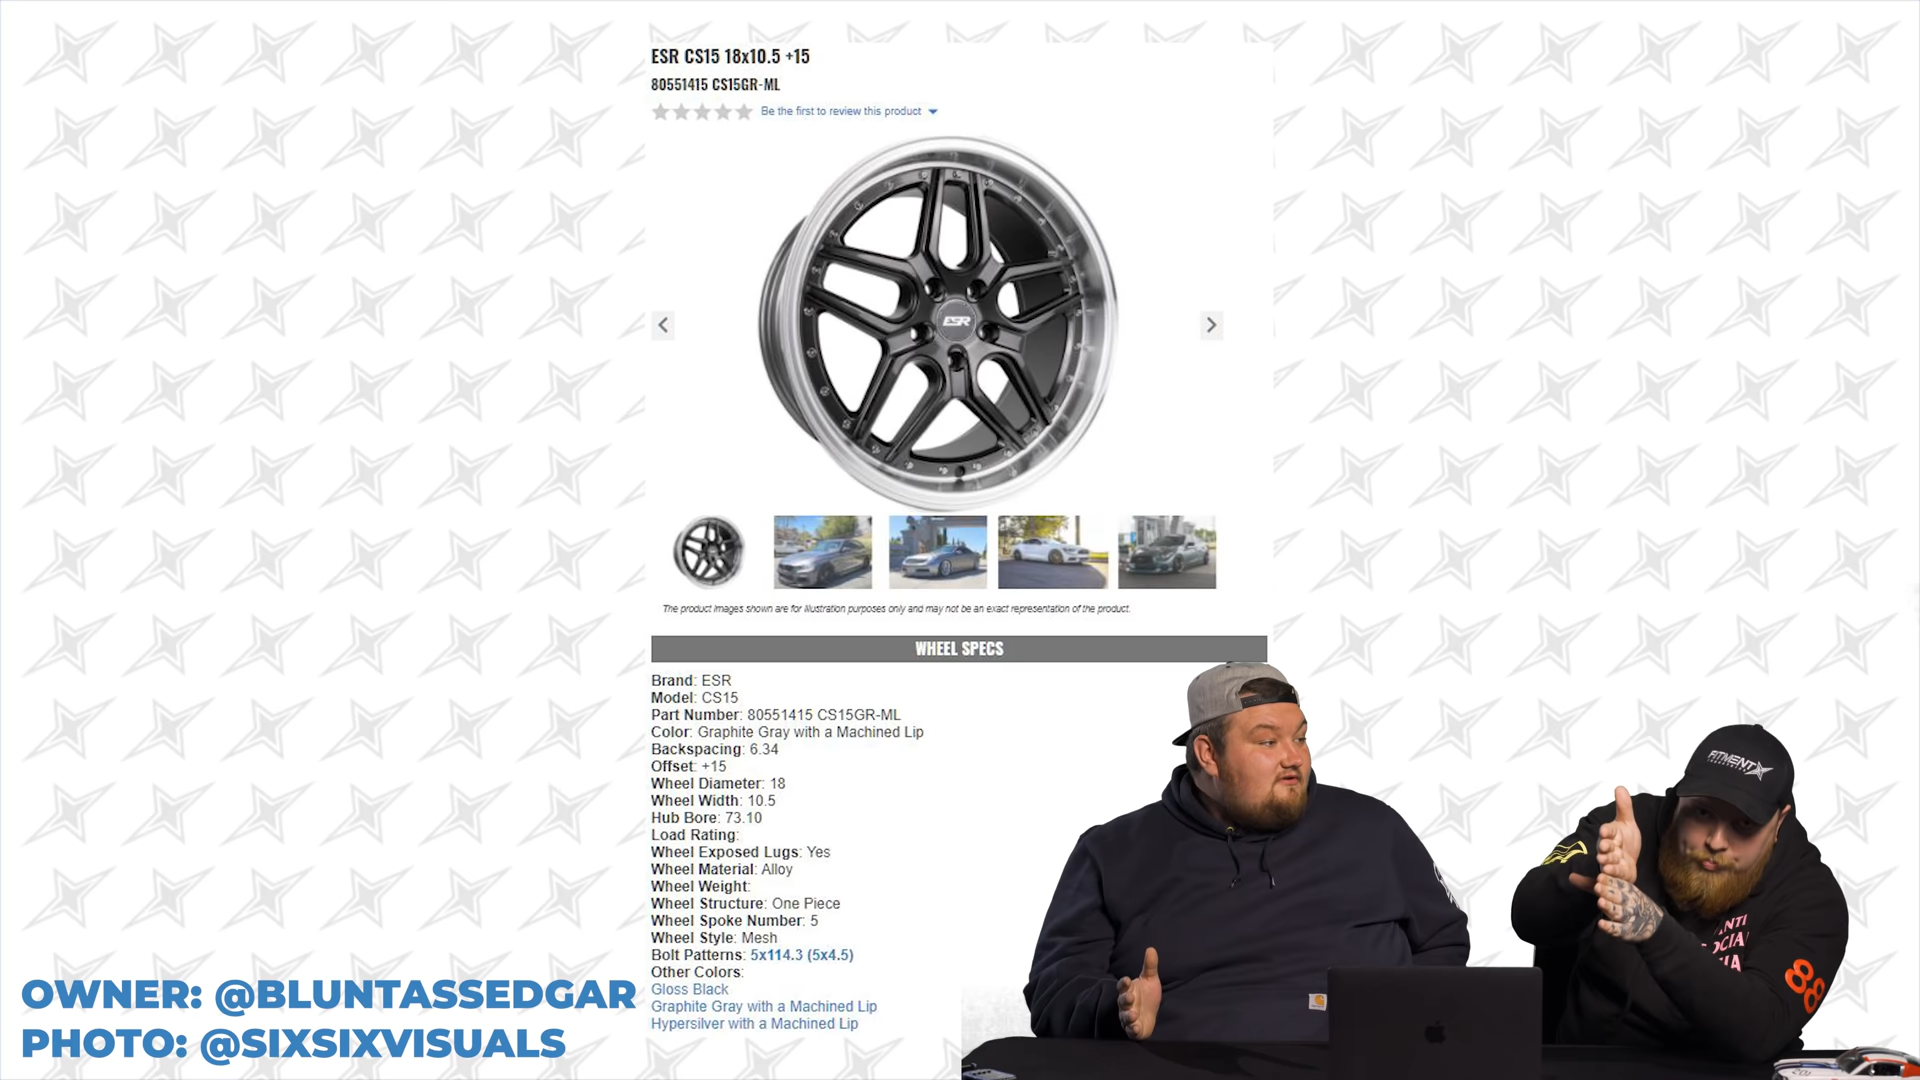 ESR CS15 18x10.5 +15
80551415 CS15GR-ML
Be the first to review this product
ESR
The product images shown are for illustration purposes only and may not be an exact representation of the product.
WHEEL SPECS
Brand: ESR
Model: CS15
Part Number: 80551415 CS15GR-ML
Color: Graphite Gray with a Machined Lip
Backspacing: 6.34
Offset: +15
Wheel Diameter: 18
Wheel Width: 10.5
Hub Bore: 73.10
Load Rating:
Wheel Exposed Lugs: Yes
Wheel Material: Alloy
Wheel Weight:
Wheel Structure: One Piece
Wheel Spoke Number: 5
Wheel Style: Mesh
Bolt Patterns: 5x114.3 (5x4.5)
Other Colors:
Gloss Black
Graphite Gray with a Machined Lip
Hypersilver with a Machined Lip
OWNER: @BLUNTASSEDGAR
PHOTO: @SIXSIXVISUALS
FITMENT
88